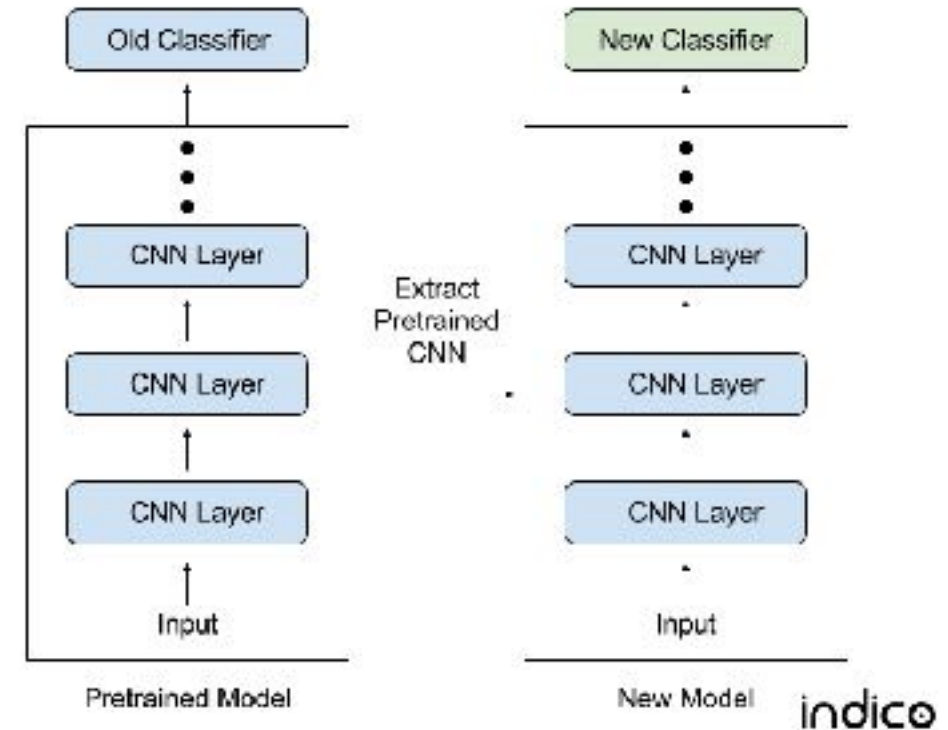 Old Classifier
New Classifier
CNN Layer
CNN Layer
Extract
Pretrained
CNN
CNN Layer
CNN Layer
CNN Layer
CNN Layer
Input
Input
Pretrained Model
New Model
indico